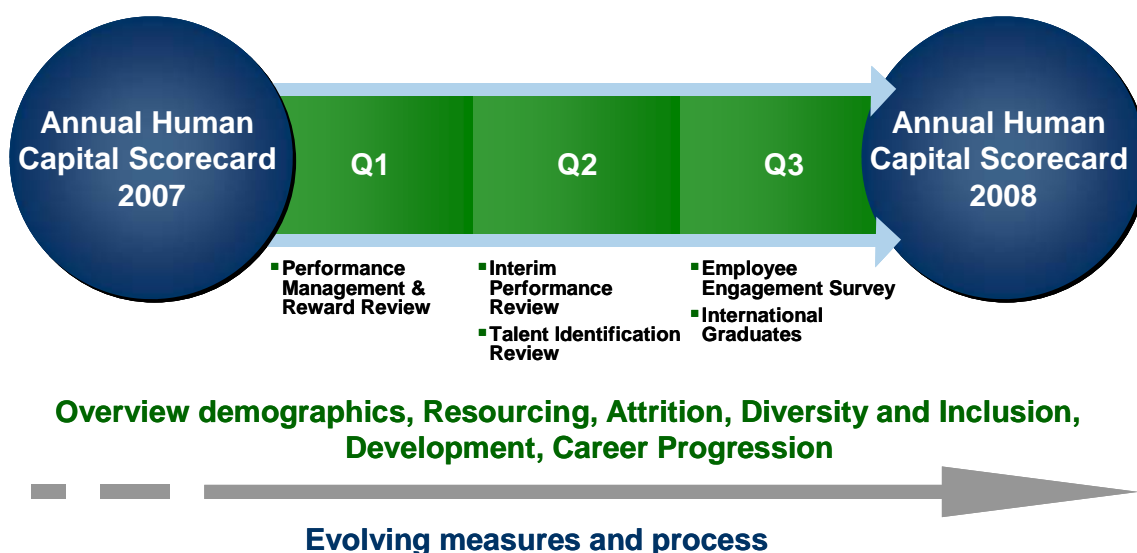 Annual Human
Capital Scorecard
2007
Q1
Q2
Q3
Annual Human
Capital Scorecard
2008
▪Performance
Management &
Reward Review
▪Interim
Performance
Review
▪Talent Identification
Review
▪Employee
Engagement Survey
▪International
Graduates
Overview demographics, Resourcing, Attrition, Diversity and Inclusion,
Development, Career Progression
Evolving measures and process